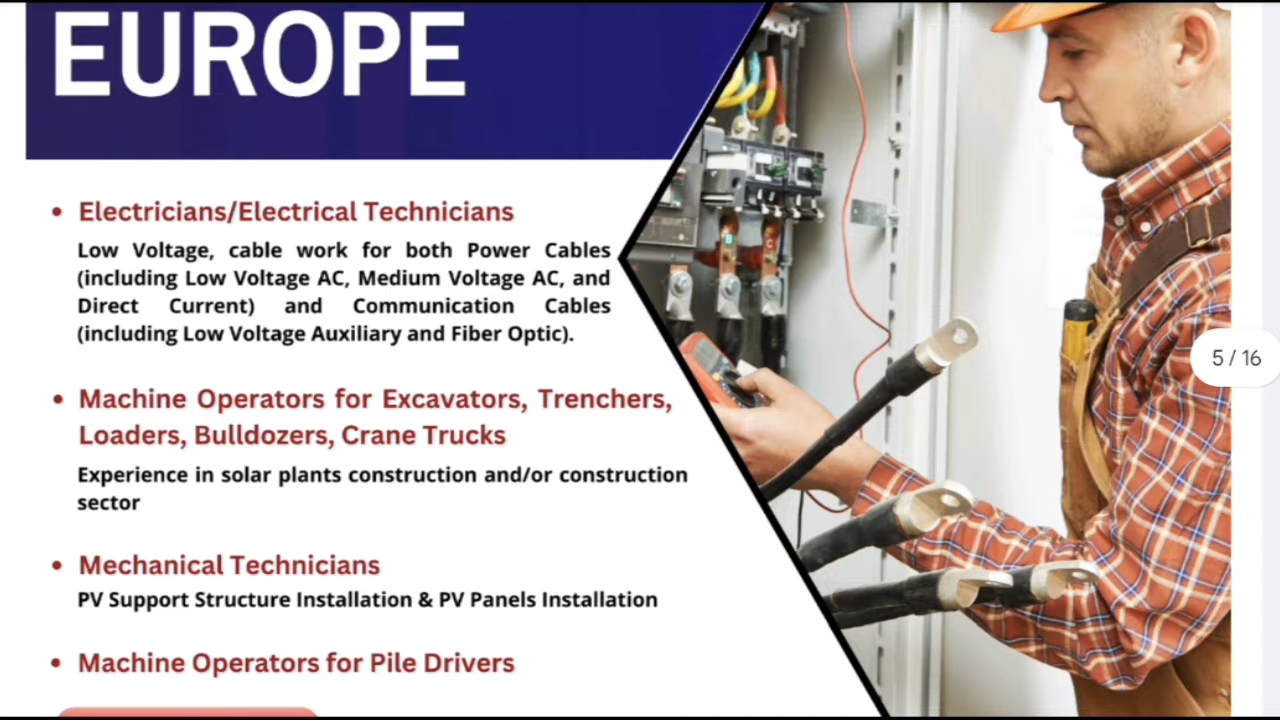 EUROPE
• Electricians/Electrical Technicians
Low Voltage, cable work for both Power Cables
(including Low Voltage AC, Medium Voltage AC, and
Direct Current) and Communication Cables
(including Low Voltage Auxiliary and Fiber Optic).
• Machine Operators for Excavators, Trenchers,
Loaders, Bulldozers, Crane Trucks
Experience in solar plants construction and/or construction
sector
• Mechanical Technicians
PV Support Structure Installation & PV Panels Installation
• Machine Operators for Pile Drivers
5 / 16